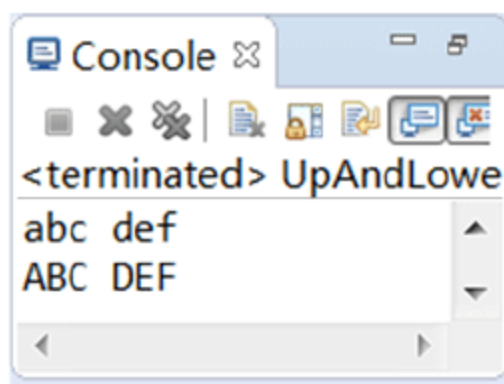 Console
<terminated> UpAndLowe
abc def
ABC DEF